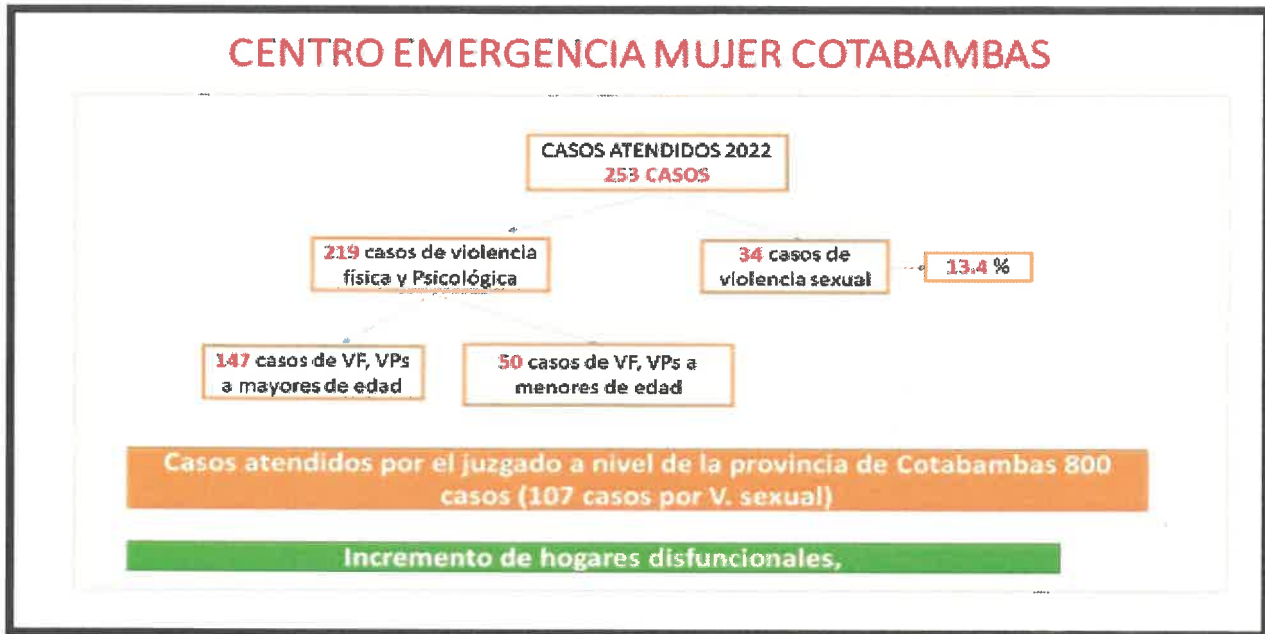 CENTRO EMERGENCIA MUJER COTABAMBAS
CASOS ATENDIDOS 2022
253 CASOS
219 casos de violencia
física y Psicológica
34 casos de
violencia sexual
13.4 %
147 casos de VF, VPs
a mayores de edad
50 casos de VF, VPs a
menores de edad
Casos atendidos por el juzgado a nivel de la provincia de Cotabambas 800
casos (107 casos por V. sexual)
Incremento de hogares disfuncionales,